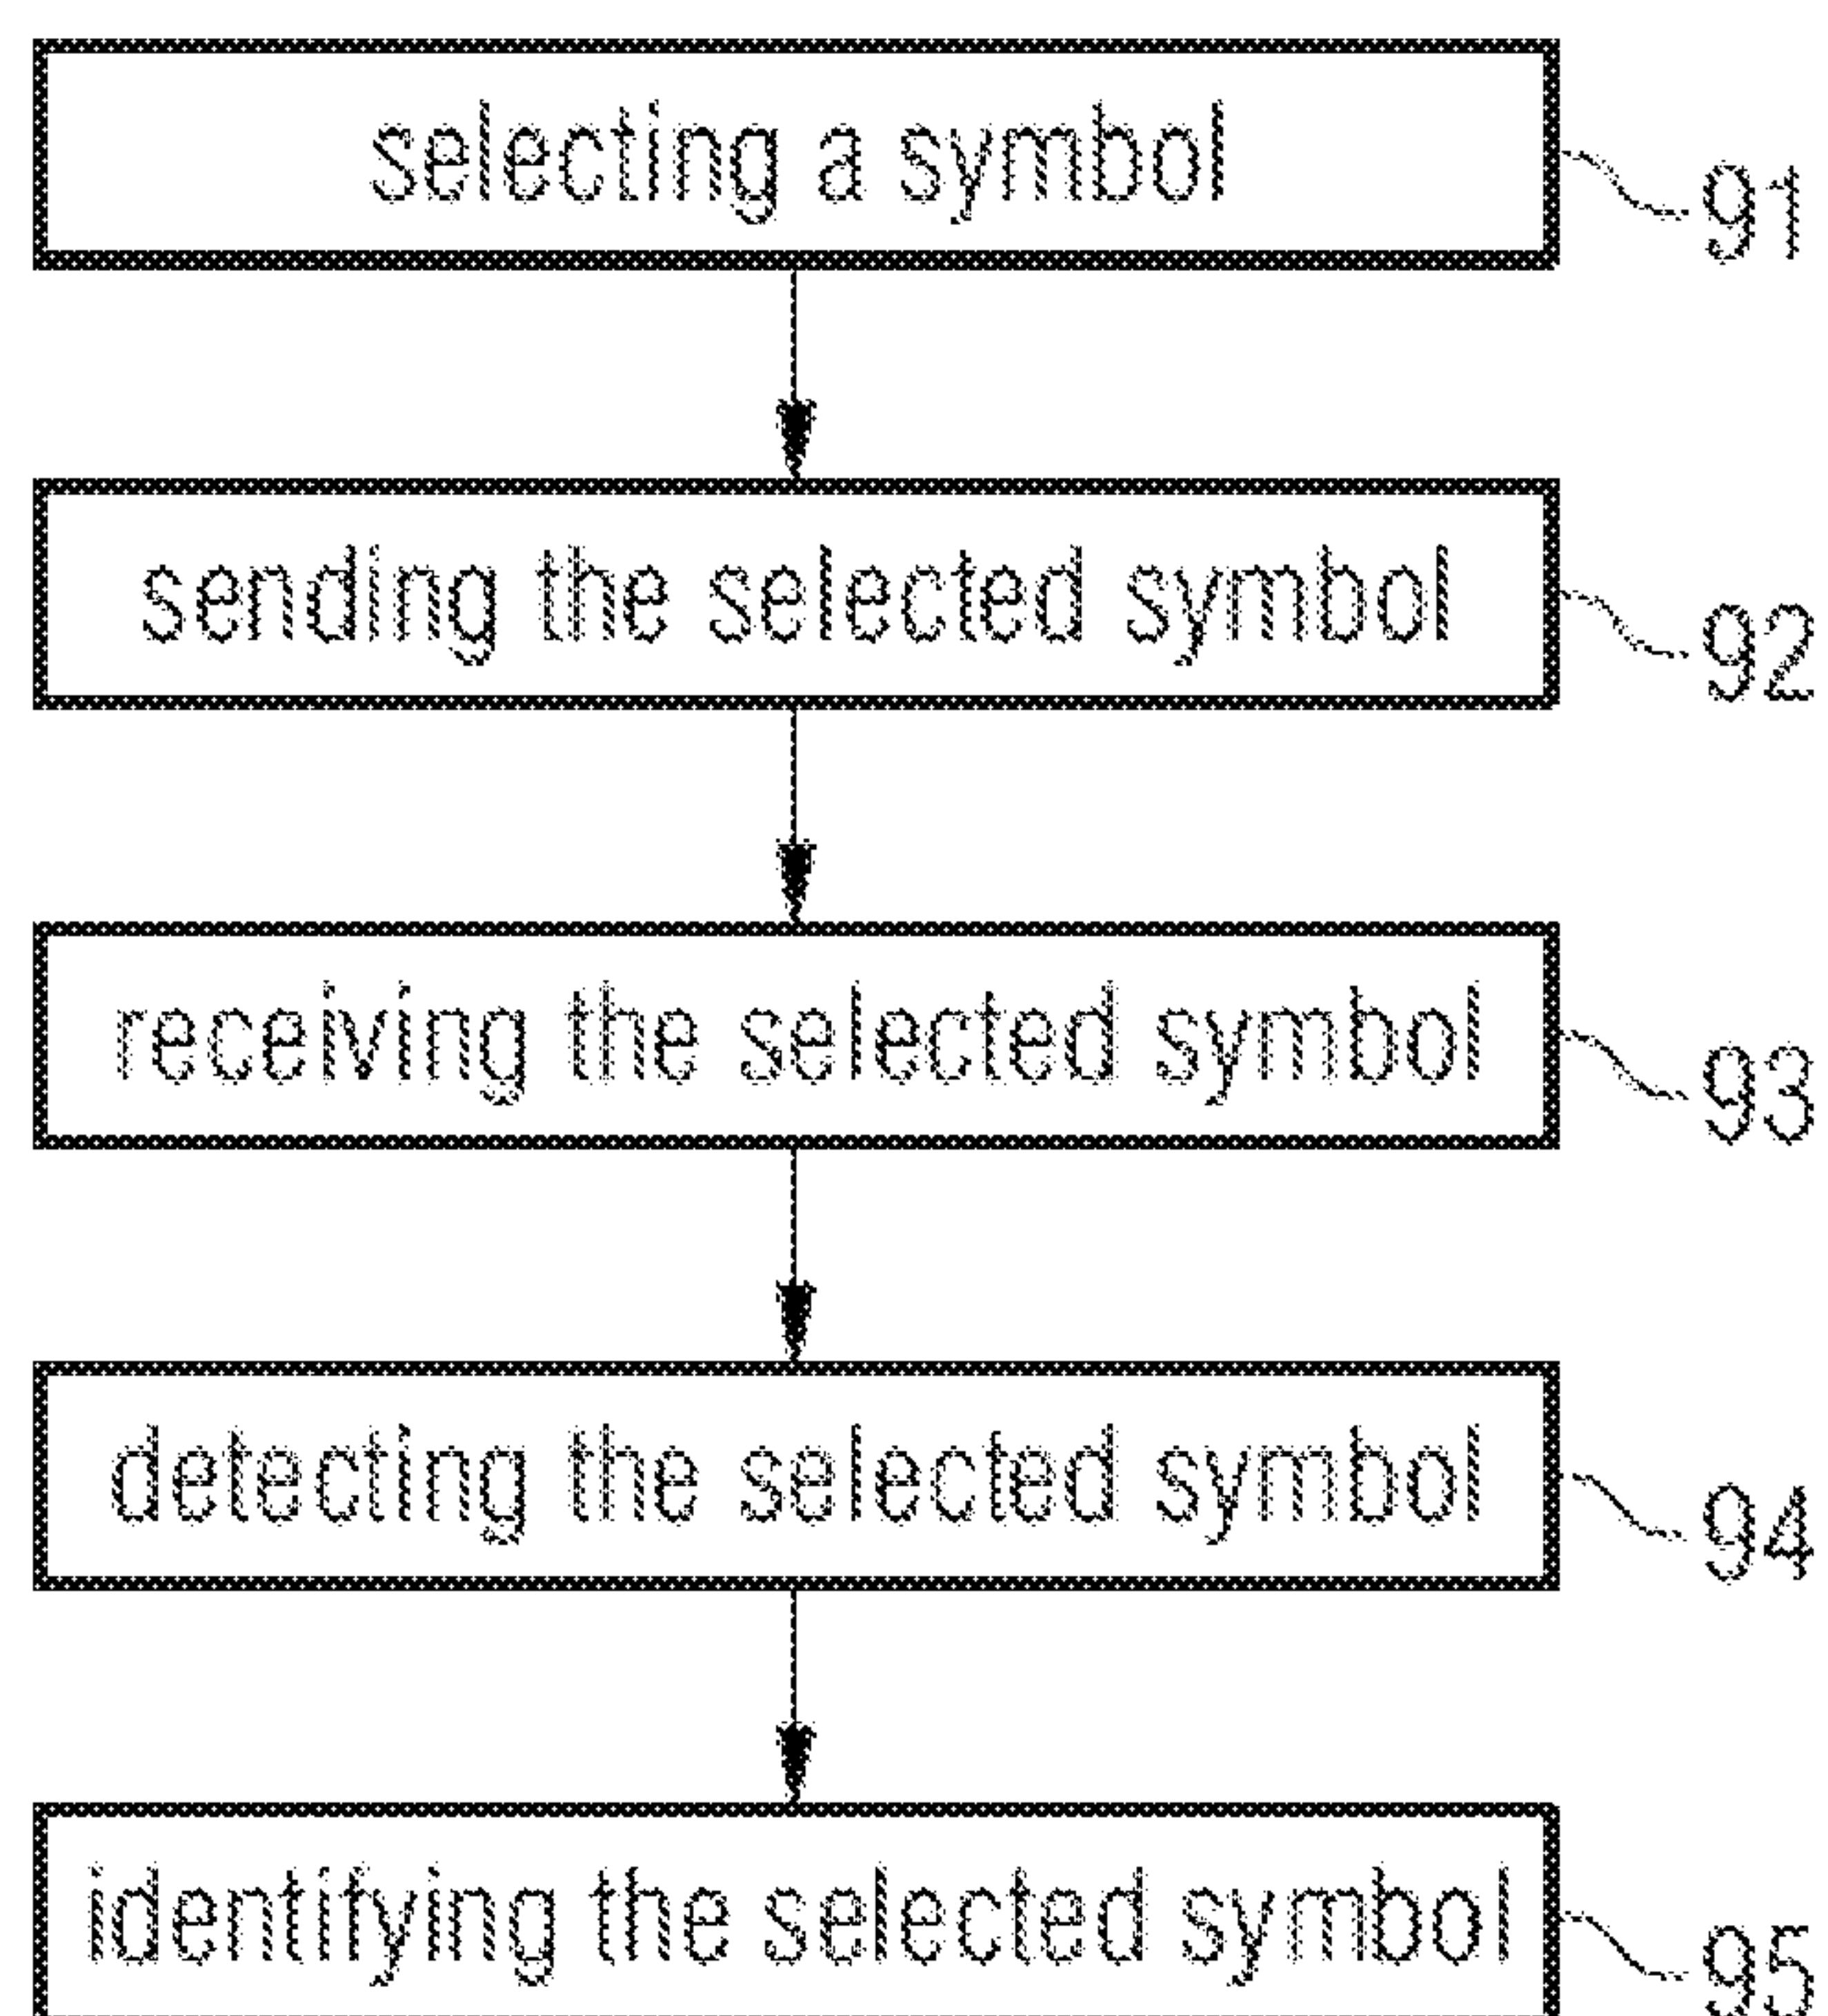 selecting a symbol
91
sending the selected symbol
92
receiving the selected symbol
93
detecting the selected symbol
94
identifying the selected symbol
95